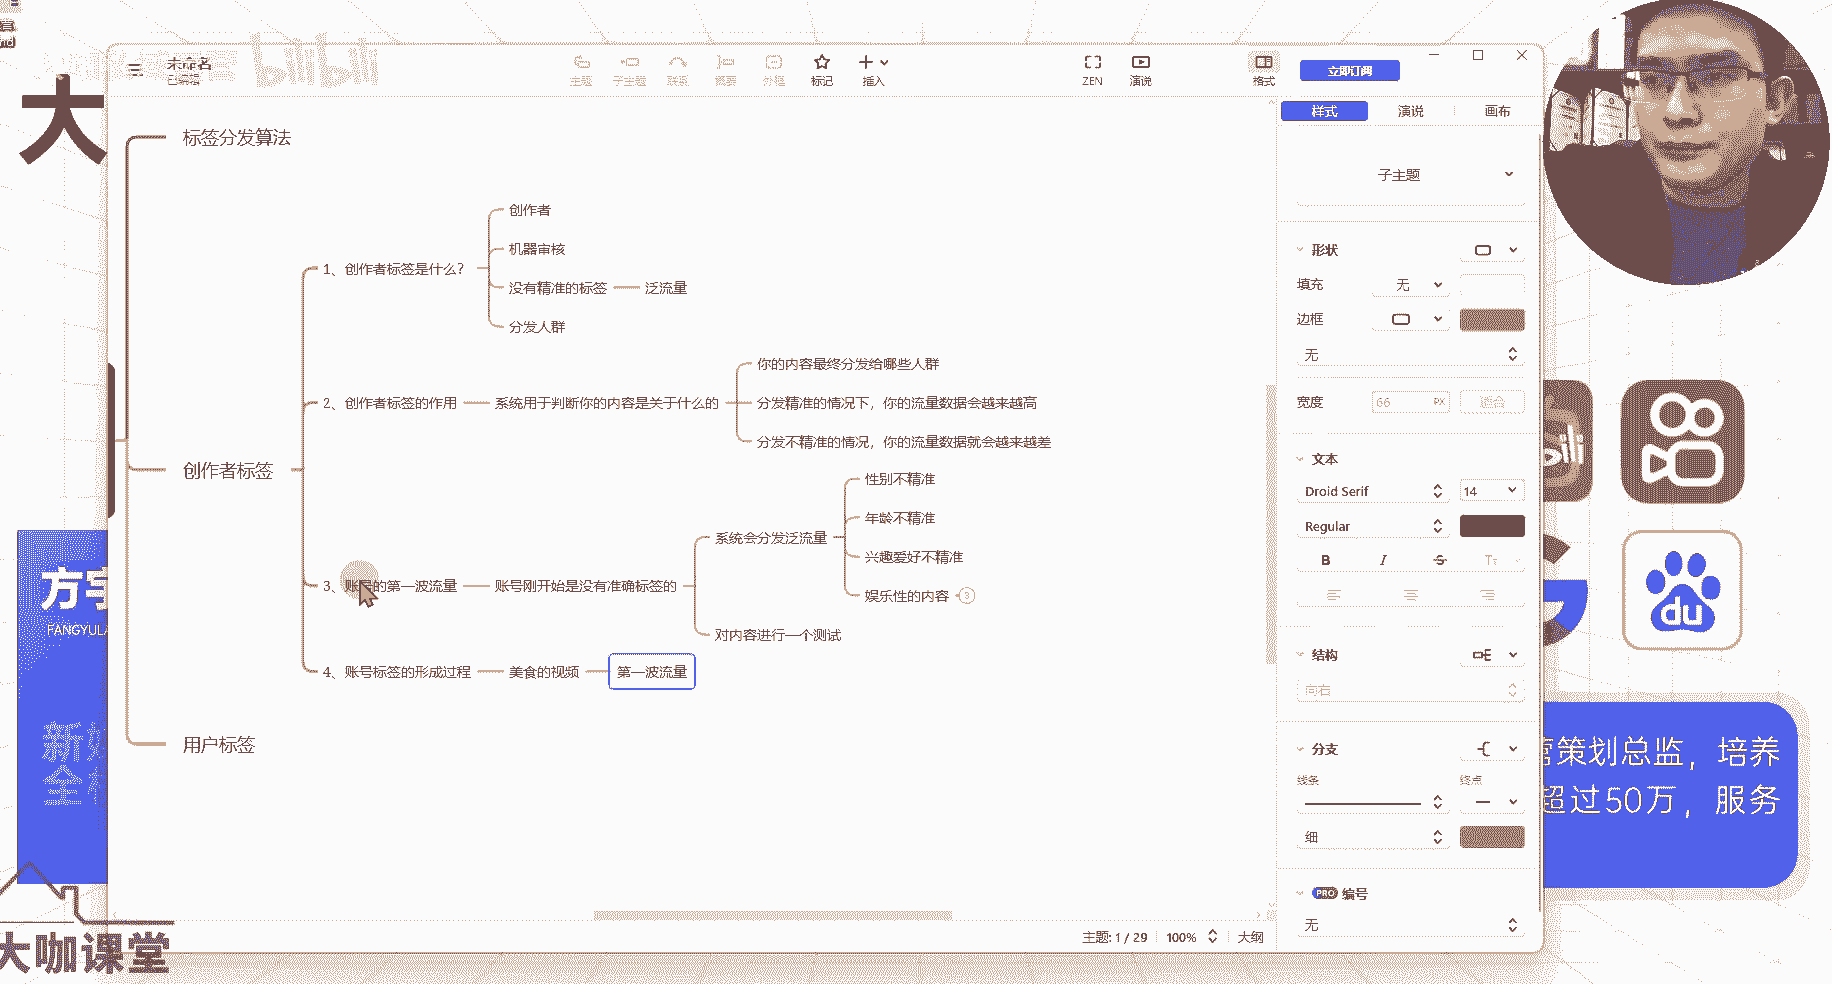 大
bilibili
未命名
已编辑
主题
子主题
联系
概要
外框
标记
插入
ZEN
演说
格式
立即订阅
样式
演说
画布
标签分发算法
创作者
机器审核
1、创作者标签是什么？
没有精准的标签
泛流量
分发人群
你的内容最终分发给哪些人群
2、创作者标签的作用
系统用于判断你的内容是关于什么的
分发精准的情况下，你的流量数据会越来越高
分发不精准的情况，你的流量数据就会越来越差
创作者标签
性别不精准
年龄不精准
系统会分发泛流量
兴趣爱好不精准
3、账号的第一波流量
账号刚开始是没有准确标签的
娱乐性的内容
3
对内容进行一个测试
4、账号标签的形成过程
美食的视频
第一波流量
用户标签
子主题
形状
填充
无
边框
无
宽度
66
PX
适合
文本
Droid Serif
14
Regular
B
I
S
Tт
结构
向右
分支
线条
终点
细
PRO
编号
无
主题: 1 / 29
100%
大纲
方宇
FANGYULA
新
全
du
营策划总监，培养
超过50万，服务
大咖课堂